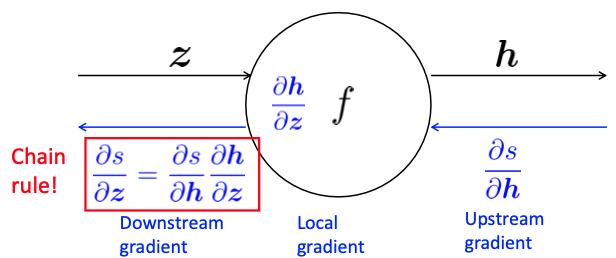 z
h
∂h/∂z
f
Chain
rule!
∂s/∂z = ∂s/∂h ∂h/∂z
∂s/∂h
Downstream
gradient
Local
gradient
Upstream
gradient